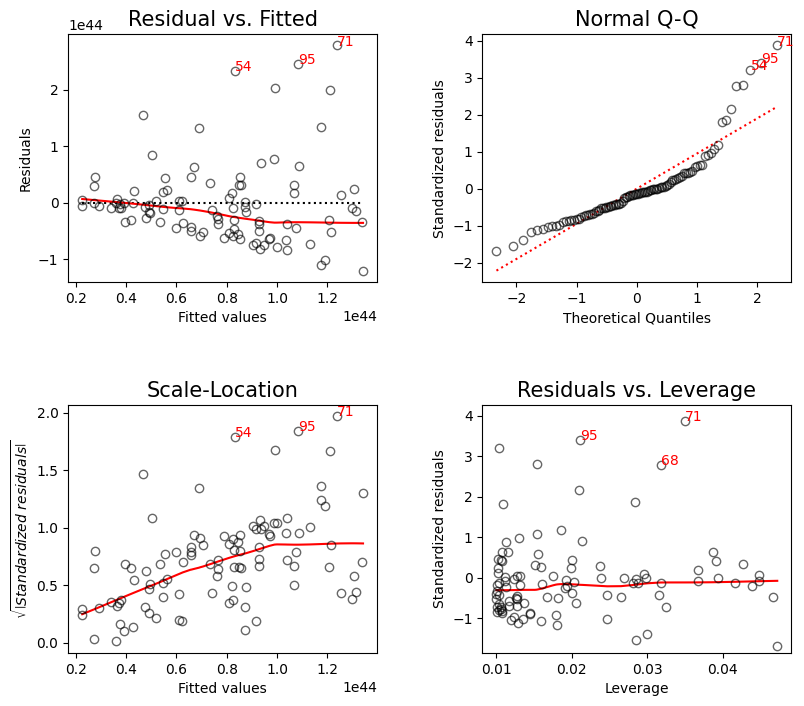 Residual vs. Fitted
1e44
Residuals
2
1
0
−1
54
95
71
0.2 0.4 0.6 0.8 1.0 1.2
Fitted values
1e44
Normal Q-Q
Standardized residuals
4
3
2
1
0
−1
−2
54
95
71
−2 −1 0 1 2
Theoretical Quantiles
Scale-Location
√|Standardized residuals|
2.0
1.5
1.0
0.5
0.0
54
95
71
0.2 0.4 0.6 0.8 1.0 1.2
Fitted values
1e44
Residuals vs. Leverage
Standardized residuals
4
3
2
1
0
−1
95
71
68
0.01 0.02 0.03 0.04
Leverage